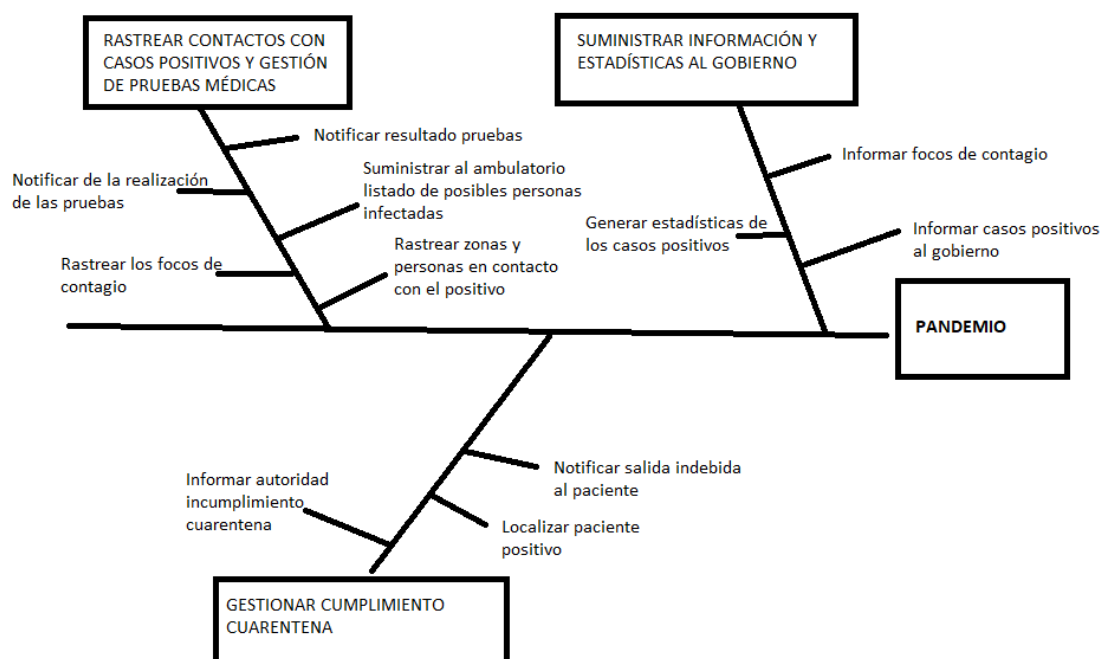 RASTREAR CONTACTOS CON
CASOS POSITIVOS Y GESTIÓN
DE PRUEBAS MÉDICAS
SUMINISTRAR INFORMACIÓN Y
ESTADÍSTICAS AL GOBIERNO
Notificar resultado pruebas
Notificar de la realización
de las pruebas
Suministrar al ambulatorio
listado de posibles personas
infectadas
Rastrear los focos de
contagio
Rastrear zonas y
personas en contacto
con el positivo
Informar focos de contagio
Generar estadísticas de
los casos positivos
Informar casos positivos
al gobierno
PANDEMIO
Informar autoridad
incumplimiento
cuarentena
Notificar salida indebida
al paciente
Localizar paciente
positivo
GESTIONAR CUMPLIMIENTO
CUARENTENA